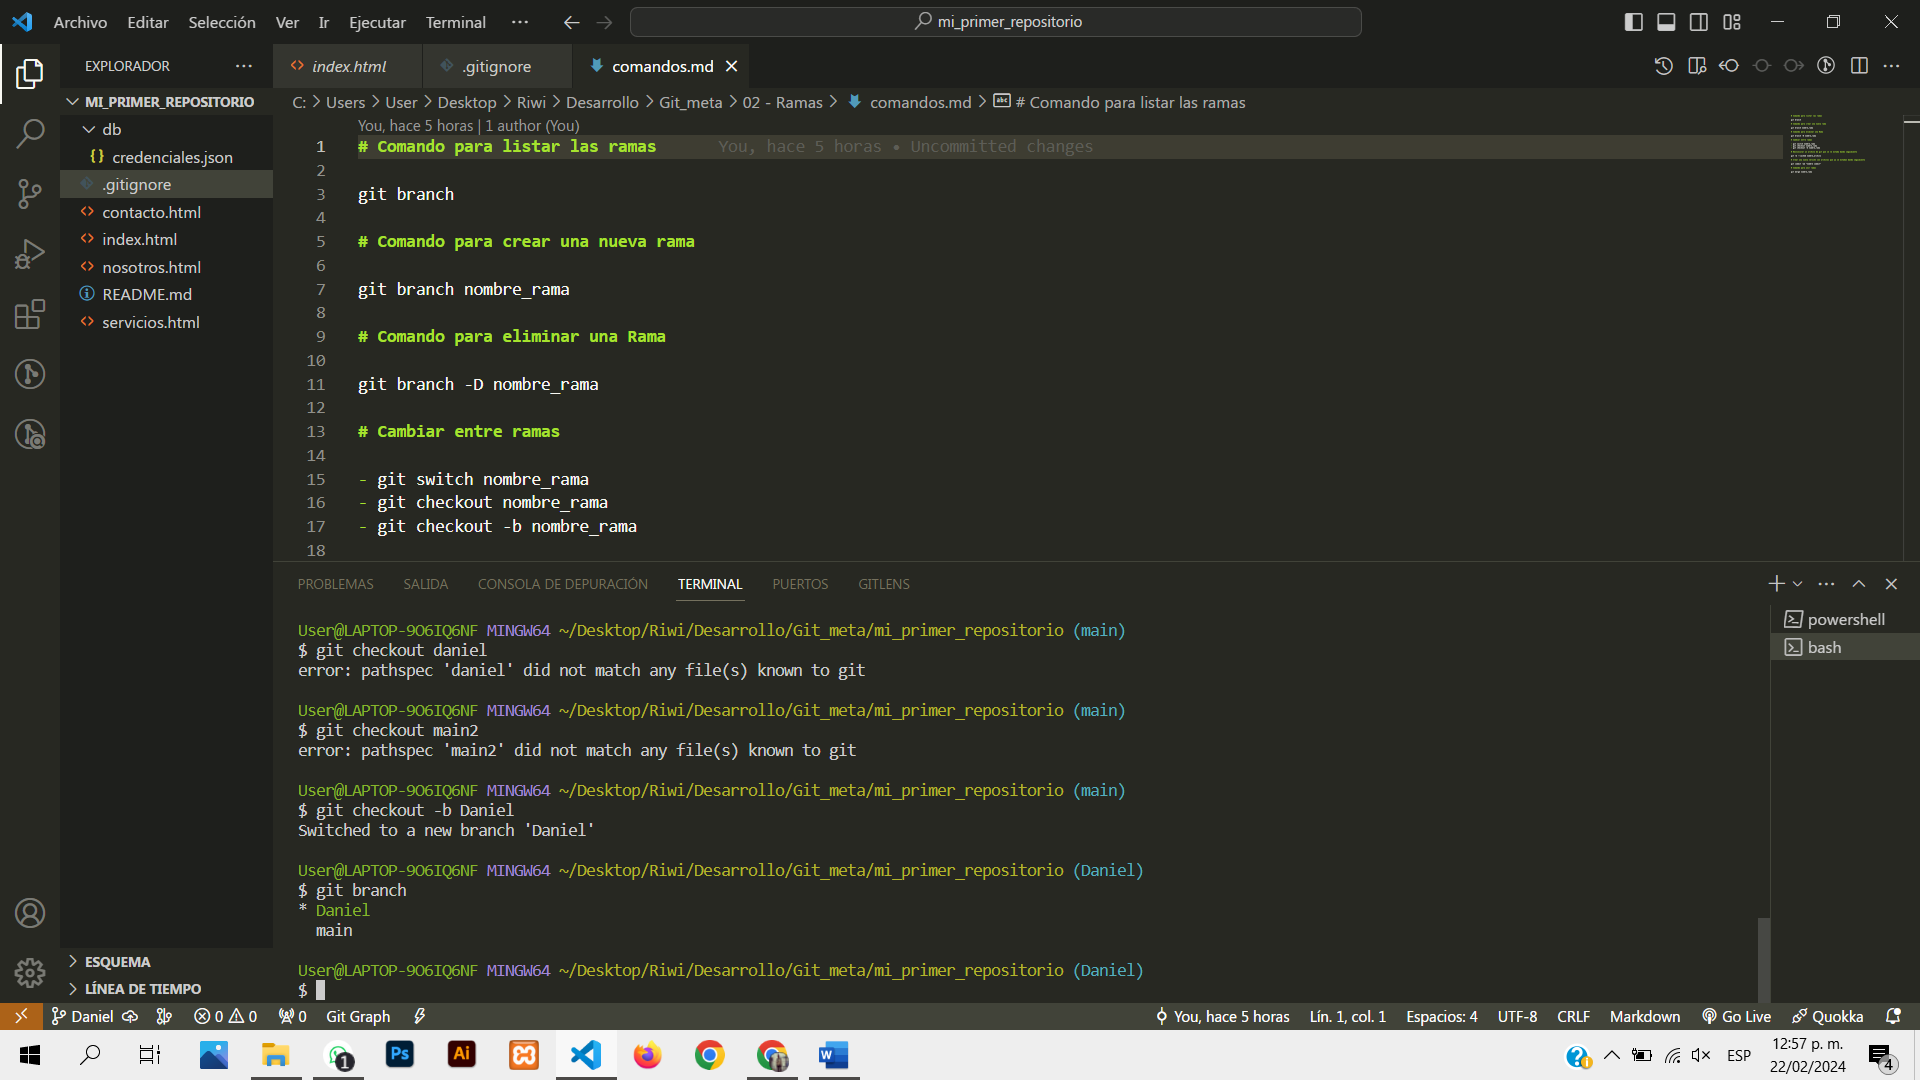 Archivo Editar Selección Ver Ir Ejecutar Terminal ··· mi_primer_repositorio
EXPLORADOR ···
index.html .gitignore comandos.md
MI_PRIMER_REPOSITORIO
db
{} credenciales.json
.gitignore
contacto.html
index.html
nosotros.html
README.md
servicios.html
ESQUEMA
LÍNEA DE TIEMPO
C: > Users > User > Desktop > Riwi > Desarrollo > Git_meta > 02 - Ramas > comandos.md > # Comando para listar las ramas
You, hace 5 horas | 1 author (You)
1 # Comando para listar las ramas You, hace 5 horas • Uncommitted changes
2
3 git branch
4
5 # Comando para crear una nueva rama
6
7 git branch nombre_rama
8
9 # Comando para eliminar una Rama
10
11 git branch -D nombre_rama
12
13 # Cambiar entre ramas
14
15 - git switch nombre_rama
16 - git checkout nombre_rama
17 - git checkout -b nombre_rama
18
PROBLEMAS SALIDA CONSOLA DE DEPURACIÓN TERMINAL PUERTOS GITLENS
powershell
bash
User@LAPTOP-9O6IQ6NF MINGW64 ~/Desktop/Riwi/Desarrollo/Git_meta/mi_primer_repositorio (main)
$ git checkout daniel
error: pathspec 'daniel' did not match any file(s) known to git
User@LAPTOP-9O6IQ6NF MINGW64 ~/Desktop/Riwi/Desarrollo/Git_meta/mi_primer_repositorio (main)
$ git checkout main2
error: pathspec 'main2' did not match any file(s) known to git
User@LAPTOP-9O6IQ6NF MINGW64 ~/Desktop/Riwi/Desarrollo/Git_meta/mi_primer_repositorio (main)
$ git checkout -b Daniel
Switched to a new branch 'Daniel'
User@LAPTOP-9O6IQ6NF MINGW64 ~/Desktop/Riwi/Desarrollo/Git_meta/mi_primer_repositorio (Daniel)
$ git branch
* Daniel
main
User@LAPTOP-9O6IQ6NF MINGW64 ~/Desktop/Riwi/Desarrollo/Git_meta/mi_primer_repositorio (Daniel)
$
Daniel 0 0 0 Git Graph You, hace 5 horas Lín. 1, col. 1 Espacios: 4 UTF-8 CRLF Markdown Go Live Quokka
1 Ps Ai W ESP
12:57 p. m.
22/02/2024
4